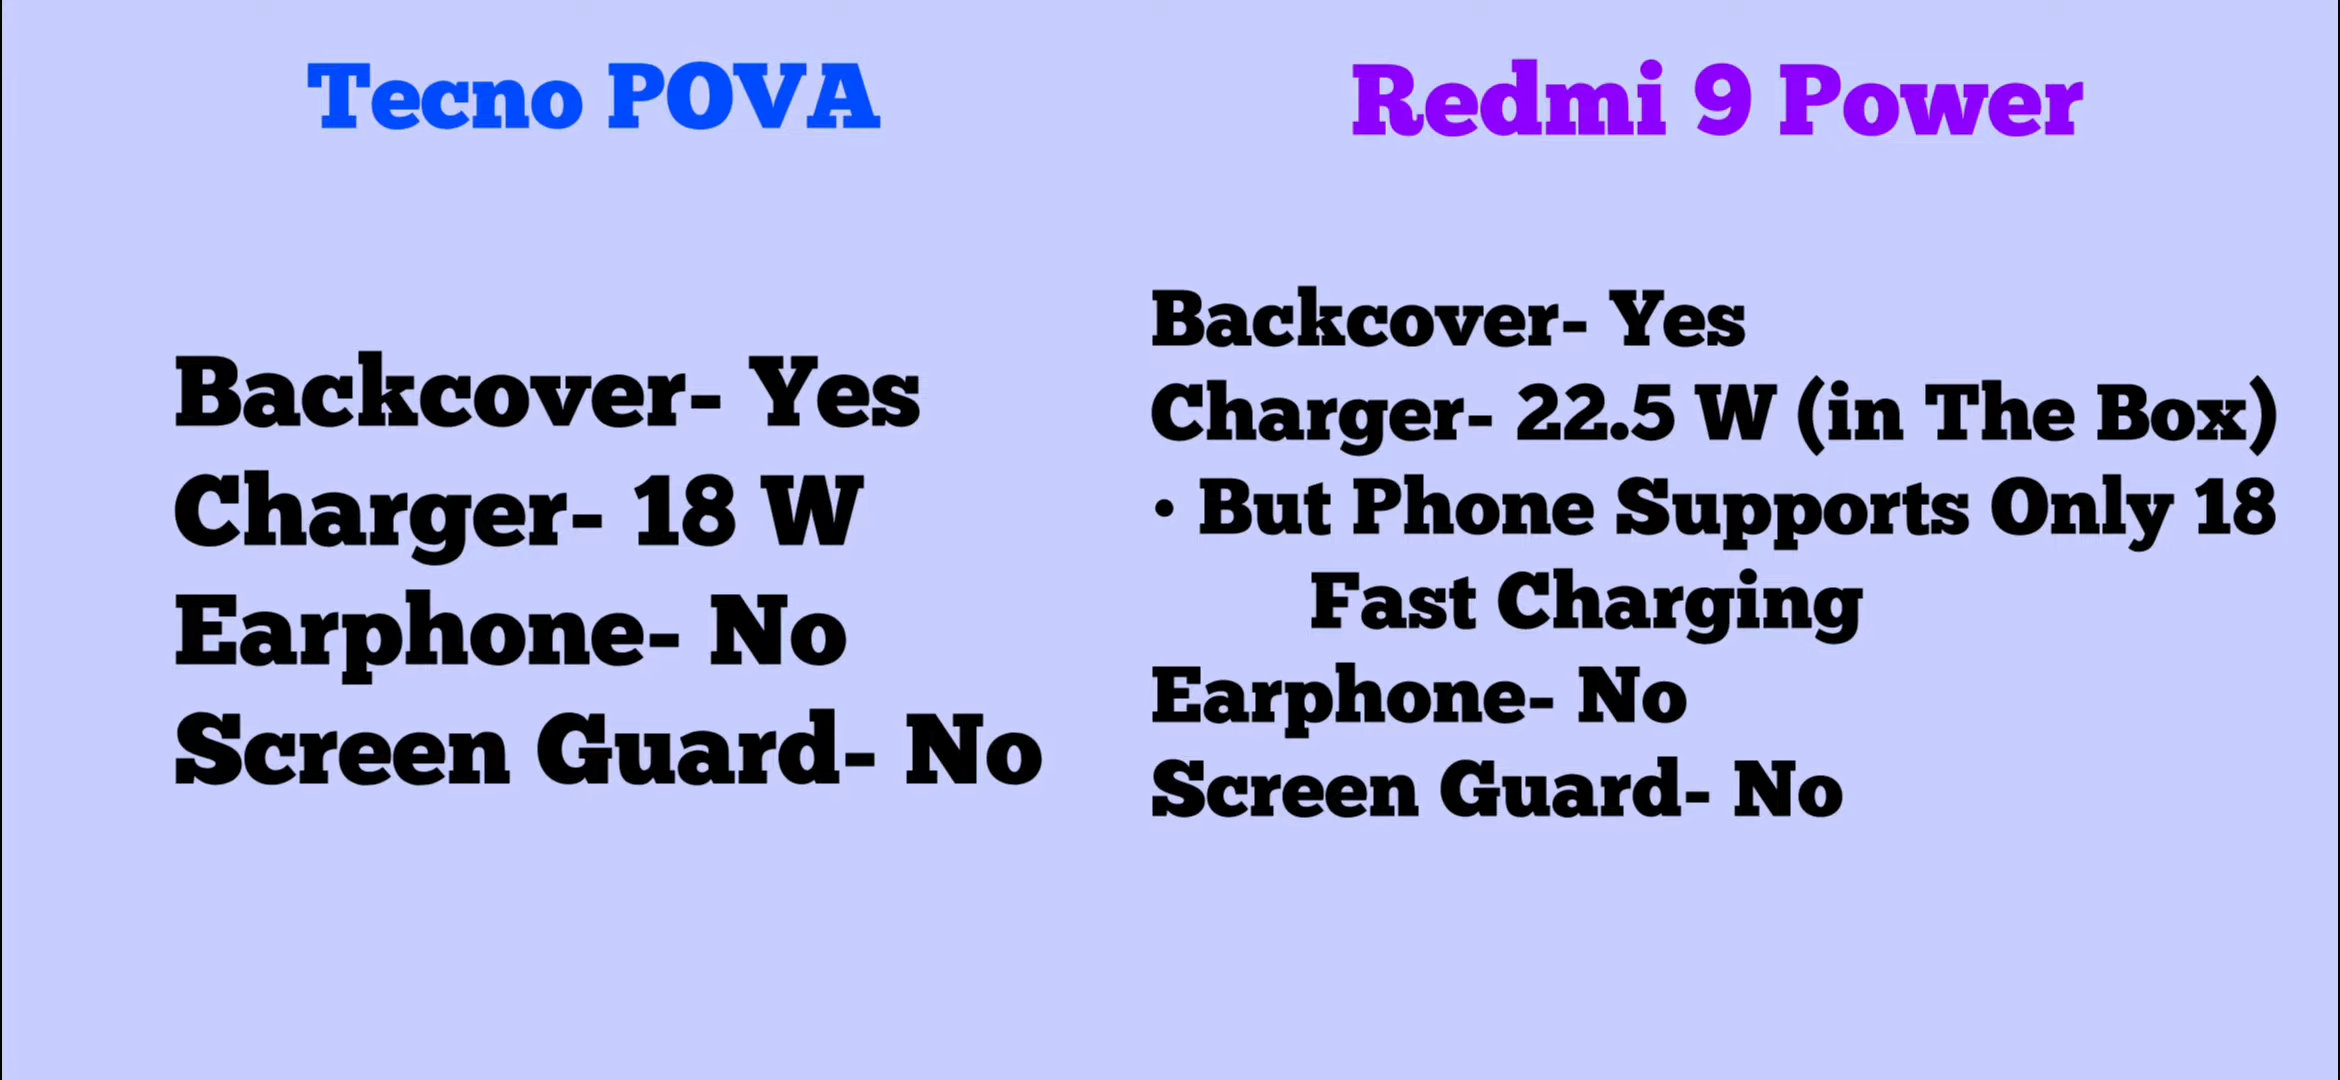 Tecno POVA
Backcover- Yes
Charger- 18 W
Earphone- No
Screen Guard- No
Redmi 9 Power
Backcover- Yes
Charger- 22.5 W (in The Box)
• But Phone Supports Only 18
Fast Charging
Earphone- No
Screen Guard- No